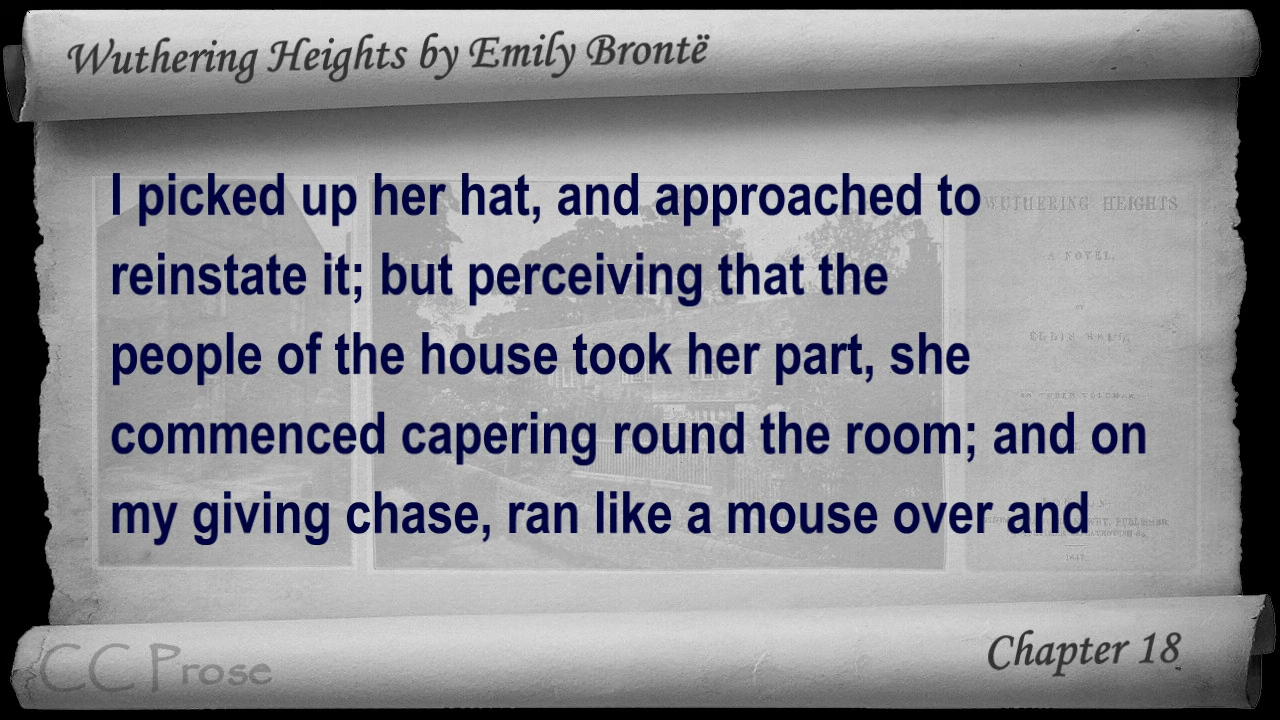 Wuthering Heights by Emily Brontë
I picked up her hat, and approached to
reinstate it; but perceiving that the
people of the house took her part, she
commenced capering round the room; and on
my giving chase, ran like a mouse over and
WUTHERING HEIGHTS
A NOVEL,
1847.
CC Prose
Chapter 18